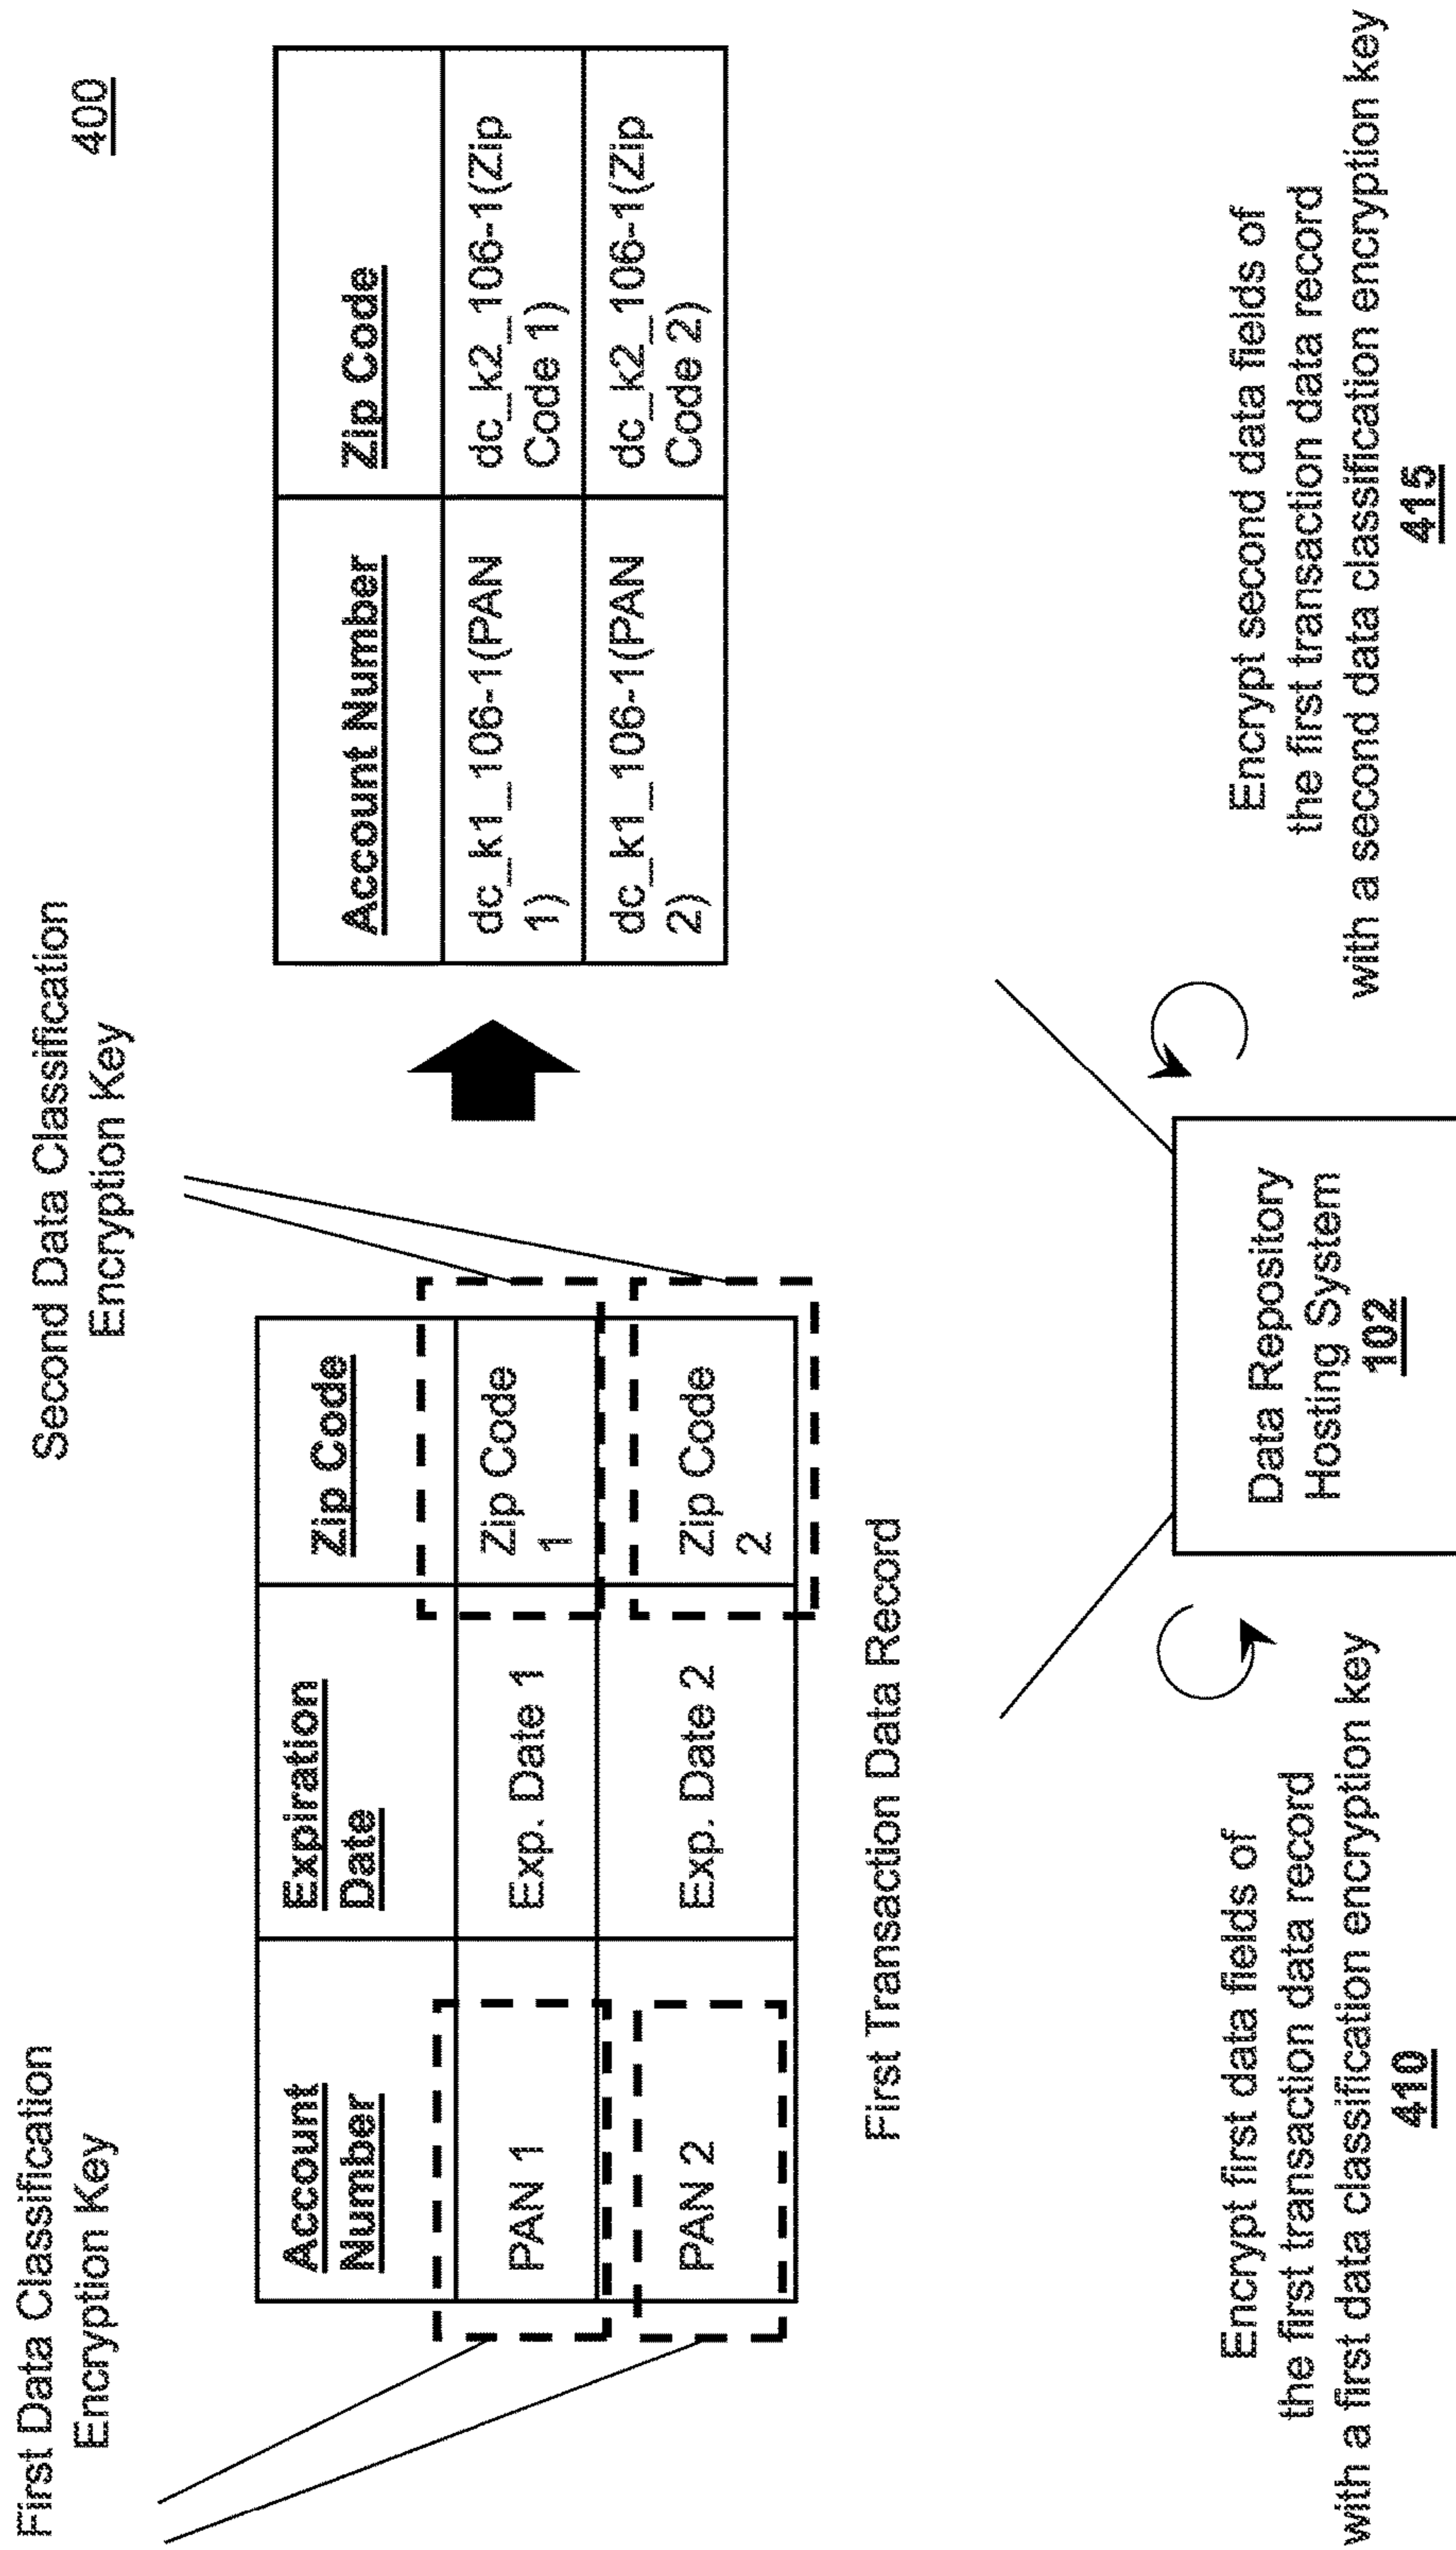 400
First Data Classification
Encryption Key
Second Data Classification
Encryption Key
Account
Number
Expiration
Date
Zip Code
PAN 1
Exp. Date 1
Zip Code
1
PAN 2
Exp. Date 2
Zip Code
2
First Transaction Data Record
Account Number
Zip Code
dc_k1_106-1(PAN
1)
dc_k2_106-1(Zip
Code 1)
dc_k1_106-1(PAN
2)
dc_k2_106-1(Zip
Code 2)
Encrypt first data fields of
the first transaction data record
with a first data classification encryption key
410
Data Repository
Hosting System
102
Encrypt second data fields of
the first transaction data record
with a second data classification encryption key
415